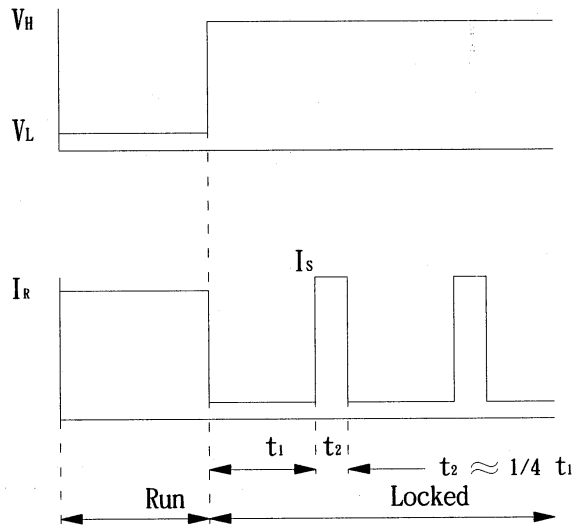 VH
VL
IS
IR
t1
t2
t2 ≈ 1/4 t1
Run
Locked